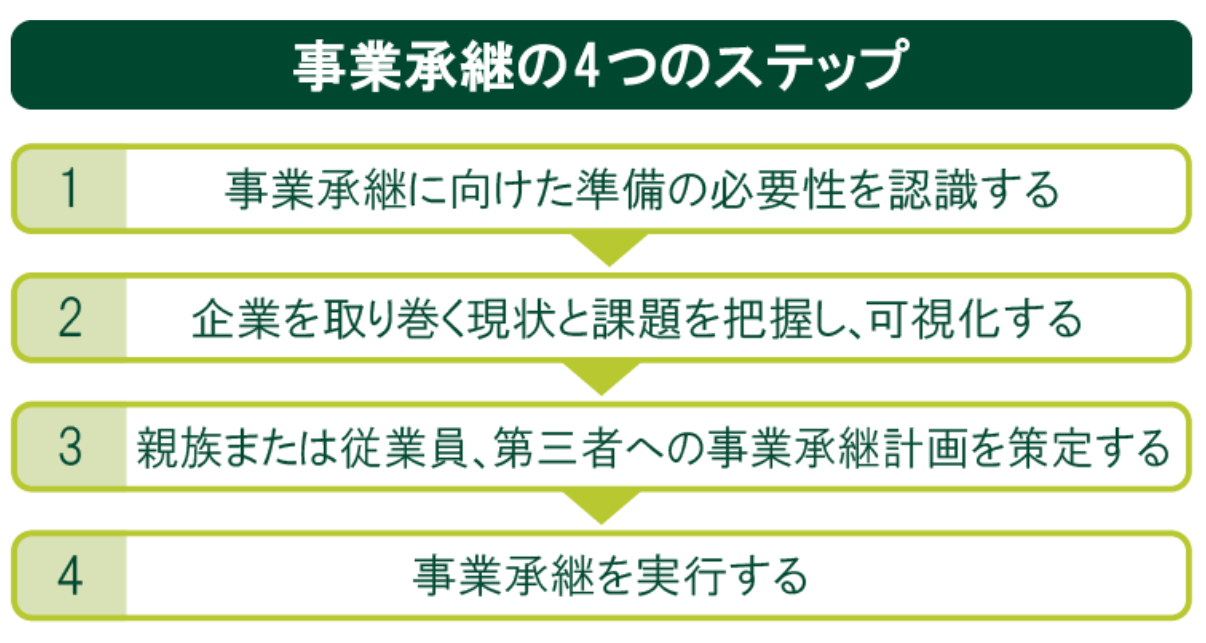 事業承継の4つのステップ
1 事業承継に向けた準備の必要性を認識する
2 企業を取り巻く現状と課題を把握し、可視化する
3 親族または従業員、第三者への事業承継計画を策定する
4 事業承継を実行する